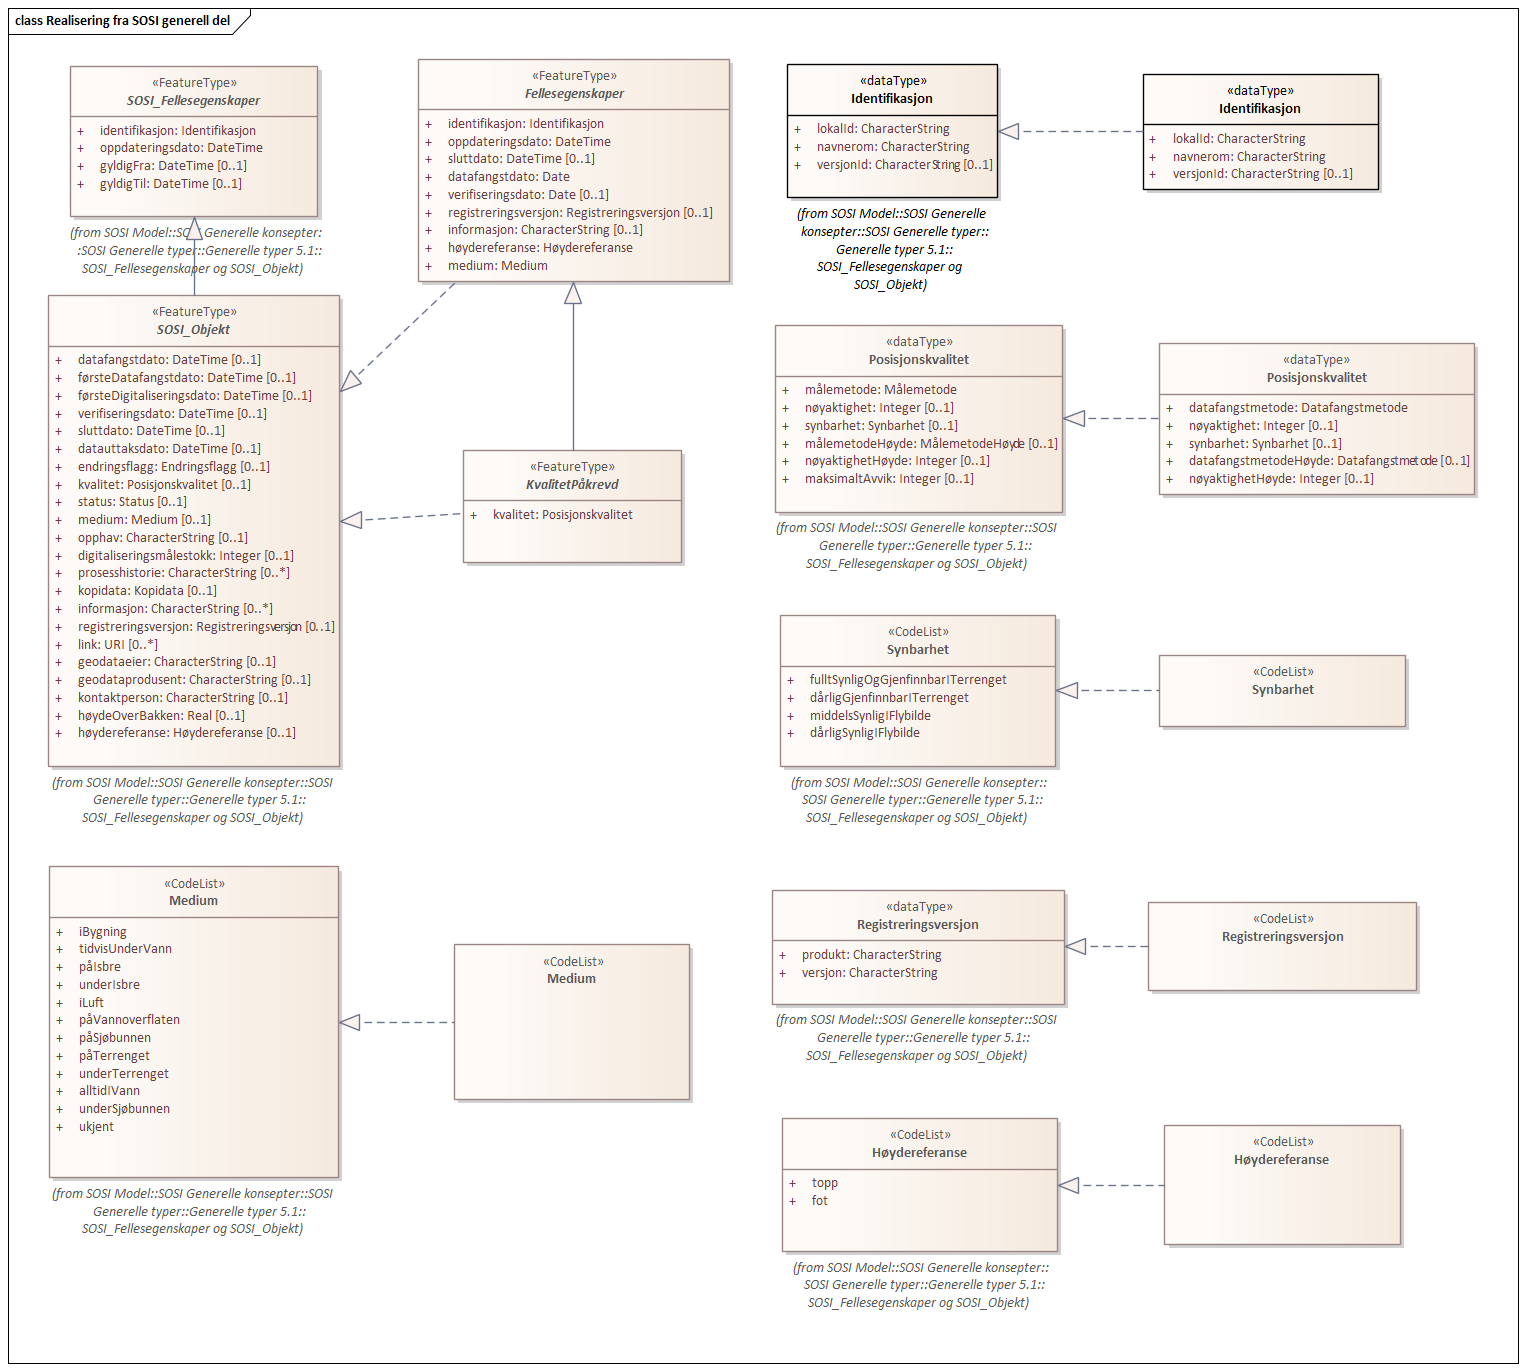 class Realisering fra SOSI generell del
«FeatureType»
SOSI_Fellesegenskaper
+ identifikasjon: Identifikasjon
+ oppdateringsdato: DateTime
+ gyldigFra: DateTime [0..1]
+ gyldigTil: DateTime [0..1]
(from SOSI Model::SOSI Generelle konsepter:
:SOSI Generelle typer::Generelle typer 5.1::
SOSI_Fellesegenskaper og SOSI_Objekt)
«FeatureType»
Fellesegenskaper
+ identifikasjon: Identifikasjon
+ oppdateringsdato: DateTime
+ sluttdato: DateTime [0..1]
+ datafangstdato: Date
+ verifiseringsdato: Date [0..1]
+ registreringsversjon: Registreringsversjon [0..1]
+ informasjon: CharacterString [0..1]
+ høydereferanse: Høydereferanse
+ medium: Medium
«dataType»
Identifikasjon
+ lokalId: CharacterString
+ navnerom: CharacterString
+ versjonId: CharacterString [0..1]
(from SOSI Model::SOSI Generelle
konsepter::SOSI Generelle typer::
Generelle typer 5.1::
SOSI_Fellesegenskaper og
SOSI_Objekt)
«dataType»
Identifikasjon
+ lokalId: CharacterString
+ navnerom: CharacterString
+ versjonId: CharacterString [0..1]
«FeatureType»
SOSI_Objekt
+ datafangstdato: DateTime [0..1]
+ førsteDatafangstdato: DateTime [0..1]
+ førsteDigitaliseringsdato: DateTime [0..1]
+ verifiseringsdato: DateTime [0..1]
+ sluttdato: DateTime [0..1]
+ datauttaksdato: DateTime [0..1]
+ endringsflagg: Endringsflagg [0..1]
+ kvalitet: Posisjonskvalitet [0..1]
+ status: Status [0..1]
+ medium: Medium [0..1]
+ opphav: CharacterString [0..1]
+ digitaliseringsmålestokk: Integer [0..1]
+ prosesshistorie: CharacterString [0..*]
+ kopidata: Kopidata [0..1]
+ informasjon: CharacterString [0..*]
+ registreringsversjon: Registreringsversjon [0..1]
+ link: URI [0..*]
+ geodataeier: CharacterString [0..1]
+ geodataprodusent: CharacterString [0..1]
+ kontaktperson: CharacterString [0..1]
+ høydeOverBakken: Real [0..1]
+ høydereferanse: Høydereferanse [0..1]
(from SOSI Model::SOSI Generelle konsepter::SOSI
Generelle typer::Generelle typer 5.1::
SOSI_Fellesegenskaper og SOSI_Objekt)
«FeatureType»
KvalitetPåkrevd
+ kvalitet: Posisjonskvalitet
«dataType»
Posisjonskvalitet
+ målemetode: Målemetode
+ nøyaktighet: Integer [0..1]
+ synbarhet: Synbarhet [0..1]
+ målemetodeHøyde: MålemetodeHøyde [0..1]
+ nøyaktighetHøyde: Integer [0..1]
+ maksimaltAvvik: Integer [0..1]
(from SOSI Model::SOSI Generelle konsepter::SOSI
Generelle typer::Generelle typer 5.1::
SOSI_Fellesegenskaper og SOSI_Objekt)
«dataType»
Posisjonskvalitet
+ datafangstmetode: Datafangstmetode
+ nøyaktighet: Integer [0..1]
+ synbarhet: Synbarhet [0..1]
+ datafangstmetodeHøyde: Datafangstmetode [0..1]
+ nøyaktighetHøyde: Integer [0..1]
«CodeList»
Synbarhet
+ fulltSynligOgGjenfinnbarITerrenget
+ dårligGjenfinnbarITerrenget
+ middelsSynligIFlybilde
+ dårligSynligIFlybilde
(from SOSI Model::SOSI Generelle konsepter::
SOSI Generelle typer::Generelle typer 5.1::
SOSI_Fellesegenskaper og SOSI_Objekt)
«CodeList»
Synbarhet
«CodeList»
Medium
+ iBygning
+ tidvisUnderVann
+ påIsbre
+ underIsbre
+ iLuft
+ påVannoverflaten
+ påSjøbunnen
+ påTerrenget
+ underTerrenget
+ alltidIVann
+ underSjøbunnen
+ ukjent
(from SOSI Model::SOSI Generelle konsepter::SOSI
Generelle typer::Generelle typer 5.1::
SOSI_Fellesegenskaper og SOSI_Objekt)
«CodeList»
Medium
«dataType»
Registreringsversjon
+ produkt: CharacterString
+ versjon: CharacterString
(from SOSI Model::SOSI Generelle konsepter::SOSI
Generelle typer::Generelle typer 5.1::
SOSI_Fellesegenskaper og SOSI_Objekt)
«CodeList»
Registreringsversjon
«CodeList»
Høydereferanse
+ topp
+ fot
(from SOSI Model::SOSI Generelle konsepter::
SOSI Generelle typer::Generelle typer 5.1::
SOSI_Fellesegenskaper og SOSI_Objekt)
«CodeList»
Høydereferanse